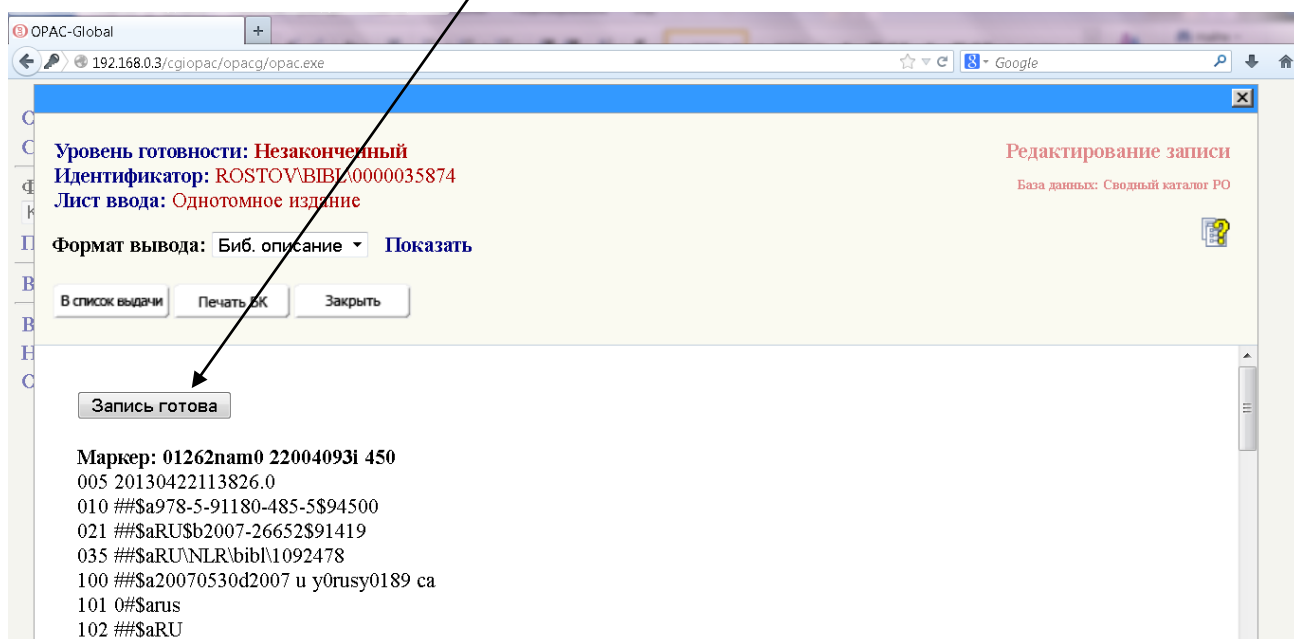 OPAC-Global
192.168.0.3/cgiopac/opacg/opac.exe
Google
Уровень готовности: Незаконченный
Редактирование записи
Идентификатор: ROSTOV\BIBL\0000035874
База данных: Сводный каталог РО
Лист ввода: Однотомное издание
Формат вывода: Биб. описание Показать
В список выдачи Печать БК Закрыть
Запись готова
Маркер: 01262nam0 22004093i 450
005 20130422113826.0
010 ##$a978-5-91180-485-5$94500
021 ##$aRU$b2007-26652$91419
035 ##$aRU\NLR\bibl\1092478
100 ##$a20070530d2007 u y0rusy0189 ca
101 0#$arus
102 ##$aRU